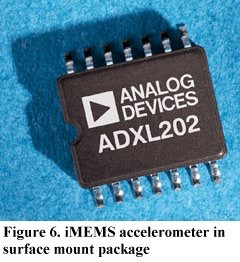 ANALOG
DEVICES
ADXL202
Figure 6. iMEMS accelerometer in
surface mount package